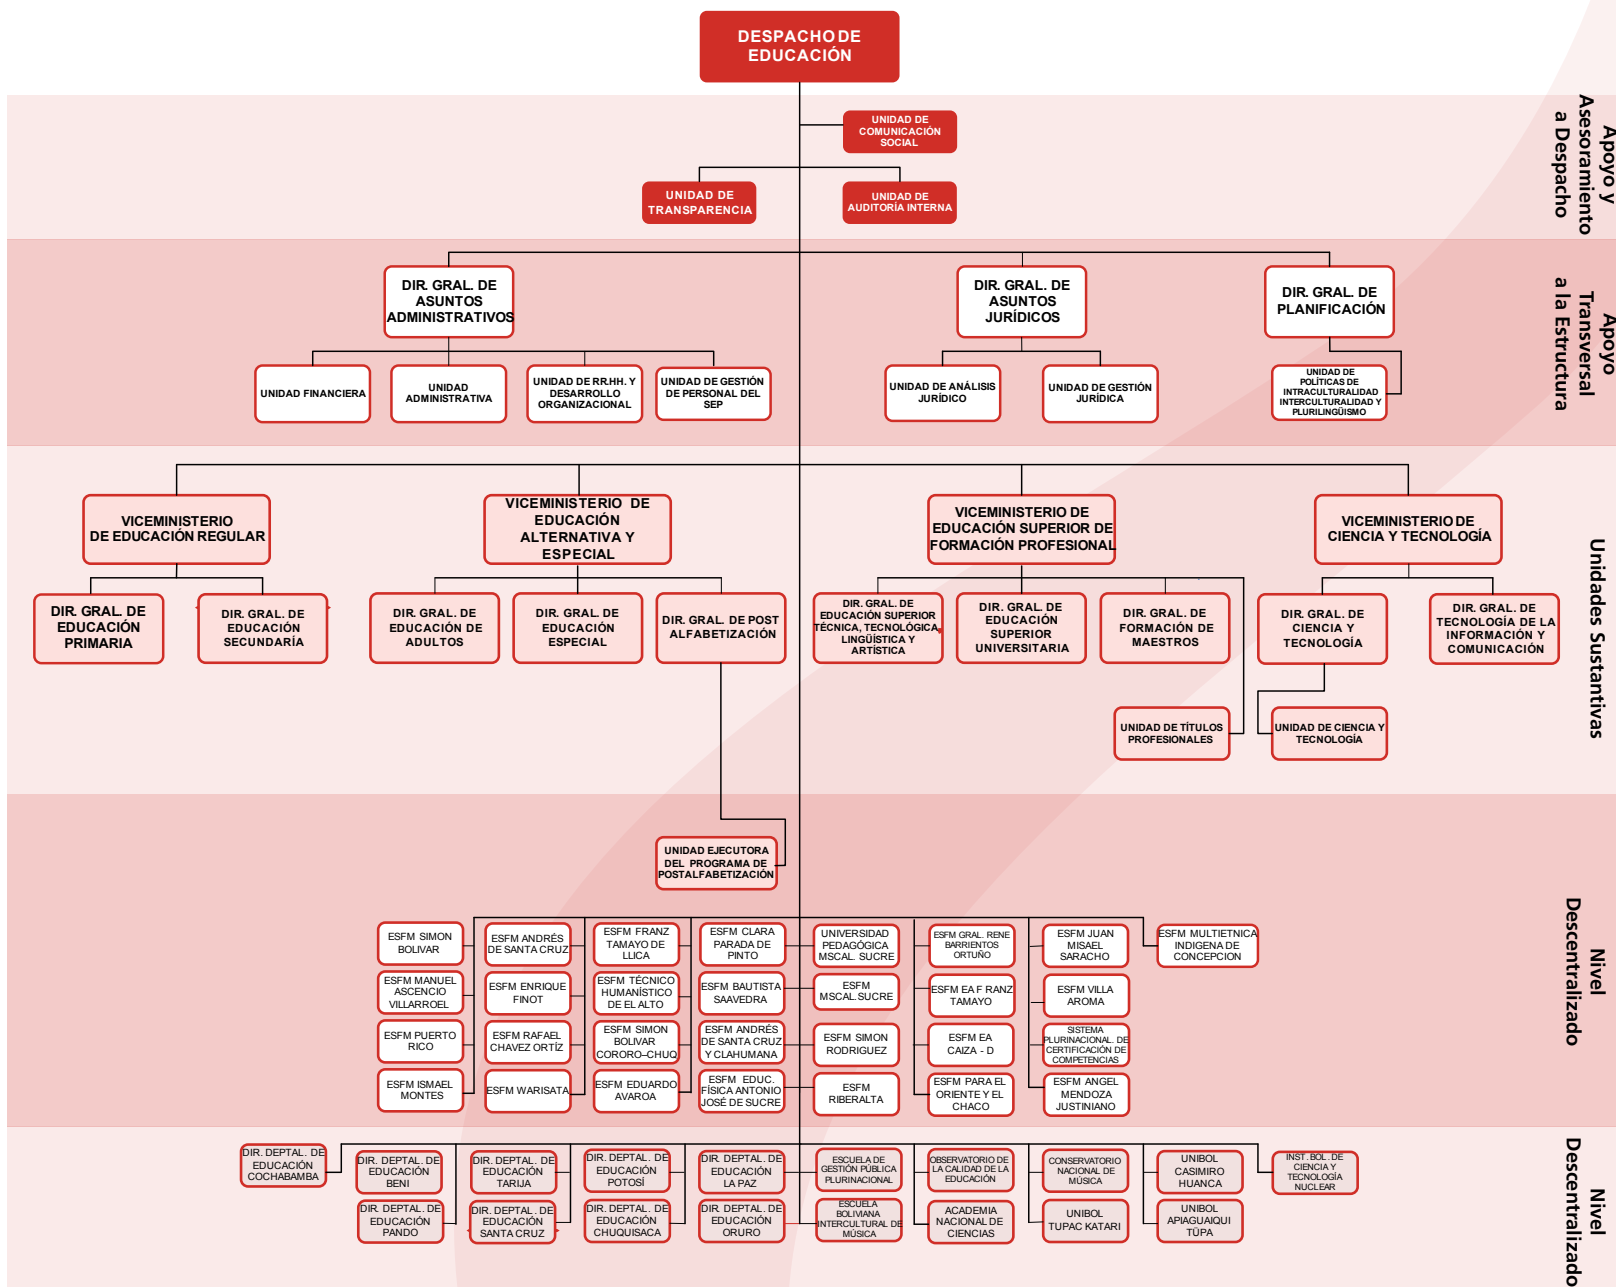 DESPACHO DE
EDUCACIÓN
UNIDAD DE
COMUNICACIÓN
SOCIAL
UNIDAD DE
TRANSPARENCIA
UNIDAD DE
AUDITORÍA INTERNA
Apoyo y
Asesoramiento
a Despacho
DIR. GRAL. DE
ASUNTOS
ADMINISTRATIVOS
DIR. GRAL. DE
ASUNTOS
JURÍDICOS
DIR. GRAL. DE
PLANIFICACIÓN
UNIDAD FINANCIERA
UNIDAD
ADMINISTRATIVA
UNIDAD DE RR.HH. Y
DESARROLLO
ORGANIZACIONAL
UNIDAD DE GESTIÓN
DE PERSONAL DEL
SEP
UNIDAD DE ANÁLISIS
JURÍDICO
UNIDAD DE GESTIÓN
JURÍDICA
UNIDAD DE
POLÍTICAS DE
INTRACULTURALIDAD
INTERCULTURALIDAD Y
PLURILINGÜISMO
Apoyo
Transversal
a la Estructura
VICEMINISTERIO
DE EDUCACIÓN REGULAR
VICEMINISTERIO DE
EDUCACIÓN
ALTERNATIVA Y
ESPECIAL
VICEMINISTERIO DE
EDUCACIÓN SUPERIOR DE
FORMACIÓN PROFESIONAL
VICEMINISTERIO DE
CIENCIA Y TECNOLOGÍA
DIR. GRAL. DE
EDUCACIÓN
PRIMARIA
DIR. GRAL. DE
EDUCACIÓN
SECUNDARÍA
DIR. GRAL. DE
EDUCACIÓN DE
ADULTOS
DIR. GRAL. DE
EDUCACIÓN
ESPECIAL
DIR. GRAL. DE POST
ALFABETIZACIÓN
DIR. GRAL. DE
EDUCACIÓN SUPERIOR
TÉCNICA, TECNOLÓGICA,
LINGÜÍSTICA Y
ARTÍSTICA
DIR. GRAL. DE
EDUCACIÓN
SUPERIOR
UNIVERSITARIA
DIR. GRAL. DE
FORMACIÓN DE
MAESTROS
DIR. GRAL. DE
CIENCIA Y
TECNOLOGÍA
DIR. GRAL. DE
TECNOLOGÍA DE LA
INFORMACIÓN Y
COMUNICACIÓN
UNIDAD DE TÍTULOS
PROFESIONALES
UNIDAD DE CIENCIA Y
TECNOLOGÍA
Unidades Sustantivas
UNIDAD EJECUTORA
DEL PROGRAMA DE
POSTALFABETIZACIÓN
ESFM SIMON
BOLIVAR
ESFM ANDRÉS
DE SANTA CRUZ
ESFM FRANZ
TAMAYO DE
LLICA
ESFM CLARA
PARADA DE
PINTO
UNIVERSIDAD
PEDAGÓGICA
MSCAL. SUCRE
ESFM GRAL. RENE
BARRIENTOS
ORTUÑO
ESFM JUAN
MISAEL
SARACHO
ESFM MULTIETNICA
INDIGENA DE
CONCEPCION
ESFM MANUEL
ASCENCIO
VILLARROEL
ESFM ENRIQUE
FINOT
ESFM TÉCNICO
HUMANÍSTICO
DE EL ALTO
ESFM BAUTISTA
SAAVEDRA
ESFM
MSCAL.SUCRE
ESFM EA F RANZ
TAMAYO
ESFM VILLA
AROMA
ESFM PUERTO
RICO
ESFM RAFAEL
CHAVEZ ORTÍZ
ESFM SIMON
BOLIVAR
CORORO–CHUQ
ESFM ANDRÉS
DE SANTA CRUZ
Y CLAHUMANA
ESFM SIMON
RODRIGUEZ
ESFM EA
CAIZA - D
SISTEMA
PLURINACIONAL. DE
CERTIFICACIÓN DE
COMPETENCIAS
ESFM ISMAEL
MONTES
ESFM WARISATA
ESFM EDUARDO
AVAROA
ESFM EDUC.
FÍSICA ANTONIO
JOSÉ DE SUCRE
ESFM
RIBERALTA
ESFM PARA EL
ORIENTE Y EL
CHACO
ESFM ANGEL
MENDOZA
JUSTINIANO
Nivel
Descentralizado
DIR. DEPTAL. DE
EDUCACIÓN
COCHABAMBA
DIR. DEPTAL. DE
EDUCACIÓN
BENI
DIR. DEPTAL. DE
EDUCACIÓN
TARIJA
DIR. DEPTAL. DE
EDUCACIÓN
POTOSÍ
DIR. DEPTAL. DE
EDUCACIÓN
LA PAZ
ESCUELA DE
GESTIÓN PÚBLICA
PLURINACIONAL
OBSERVATORIO DE
LA CALIDAD DE LA
EDUCACIÓN
CONSERVATORIO
NACIONAL DE
MÚSICA
UNIBOL
CASIMIRO
HUANCA
INST. BOL. DE
CIENCIA Y
TECNOLOGÍA
NUCLEAR
DIR. DEPTAL. DE
EDUCACIÓN
PANDO
DIR. DEPTAL. DE
EDUCACIÓN
SANTA CRUZ
DIR. DEPTAL. DE
EDUCACIÓN
CHUQUISACA
DIR. DEPTAL. DE
EDUCACIÓN
ORURO
ESCUELA
BOLIVIANA
INTERCULTURAL DE
MÚSICA
ACADEMIA
NACIONAL DE
CIENCIAS
UNIBOL
TUPAC KATARI
UNIBOL
APIAGUAIQUI
TÜPA
Nivel
Descentralizado